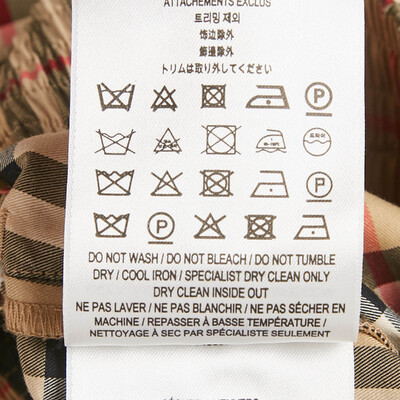 ATTACHEMENTS EXCLUS
트리밍 제외
饰边除外
飾邊除外
トリムは取り除いてください
P
P
P
P
DO NOT WASH / DO NOT BLEACH / DO NOT TUMBLE
DRY / COOL IRON / SPECIALIST DRY CLEAN ONLY
DRY CLEAN INSIDE OUT
NE PAS LAVER / NE PAS BLANCHIR / NE PAS SÉCHER EN
MACHINE / REPASSER À BASSE TEMPÉRATURE /
NETTOYAGE À SEC PAR SPÉCIALISTE SEULEMENT